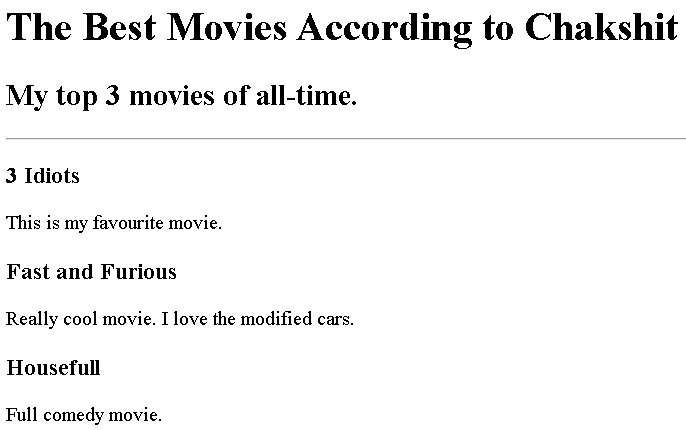 The Best Movies According to Chakshit
My top 3 movies of all-time.
3 Idiots
This is my favourite movie.
Fast and Furious
Really cool movie. I love the modified cars.
Housefull
Full comedy movie.